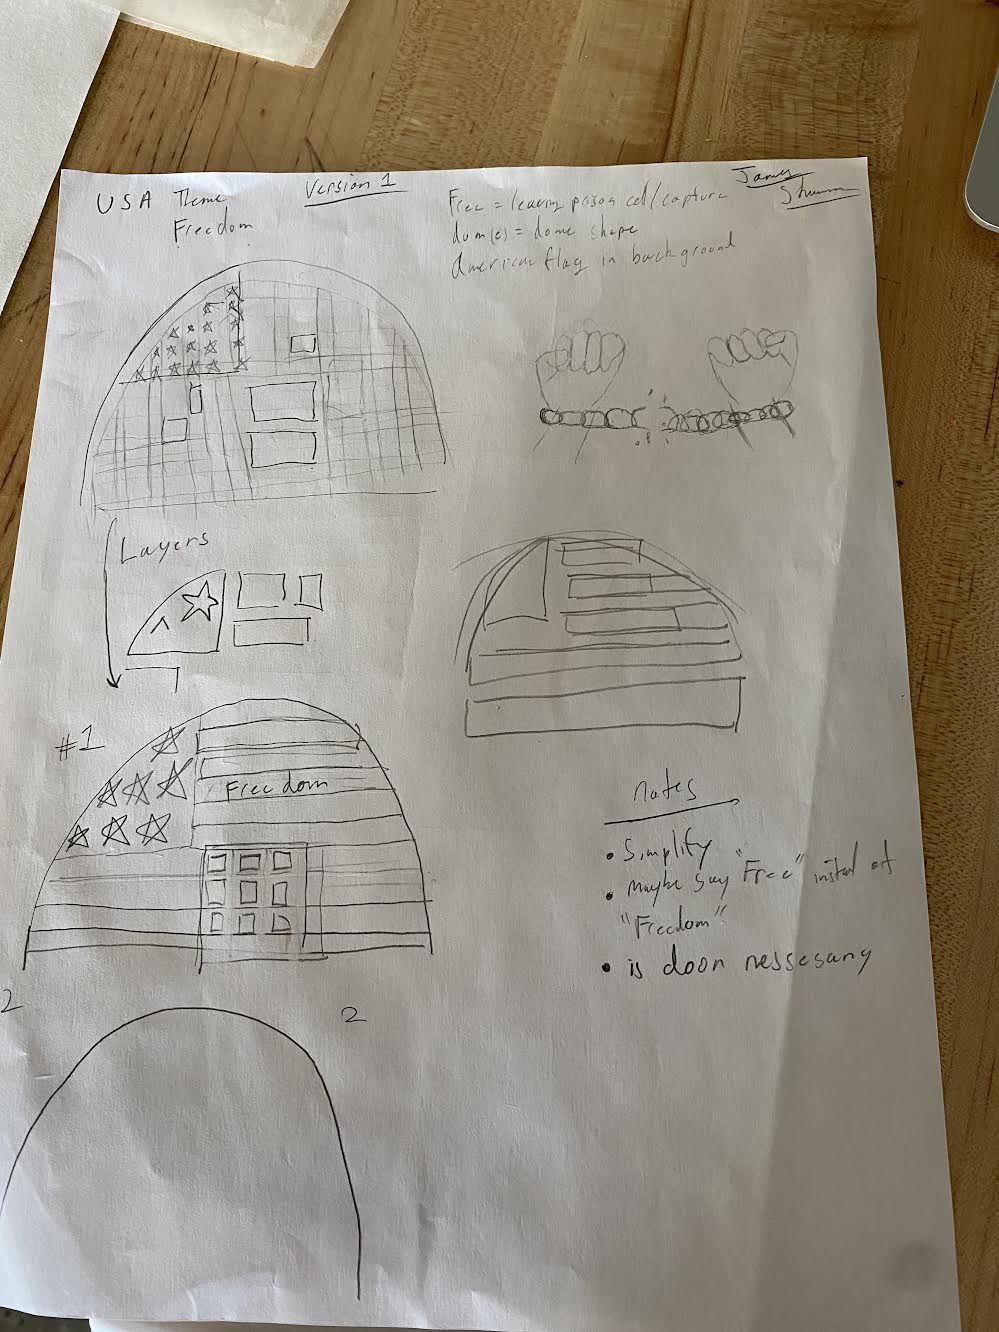 USA Theme
Freedom
Version 1
James
Free = leaving prison cell/capture
dom(e) = dome shape
American flag in background
Layers
#1
Freedom
notes
• Simplify
• Maybe say "Free" instead of
"Freedom"
• is door nessesary
2
2